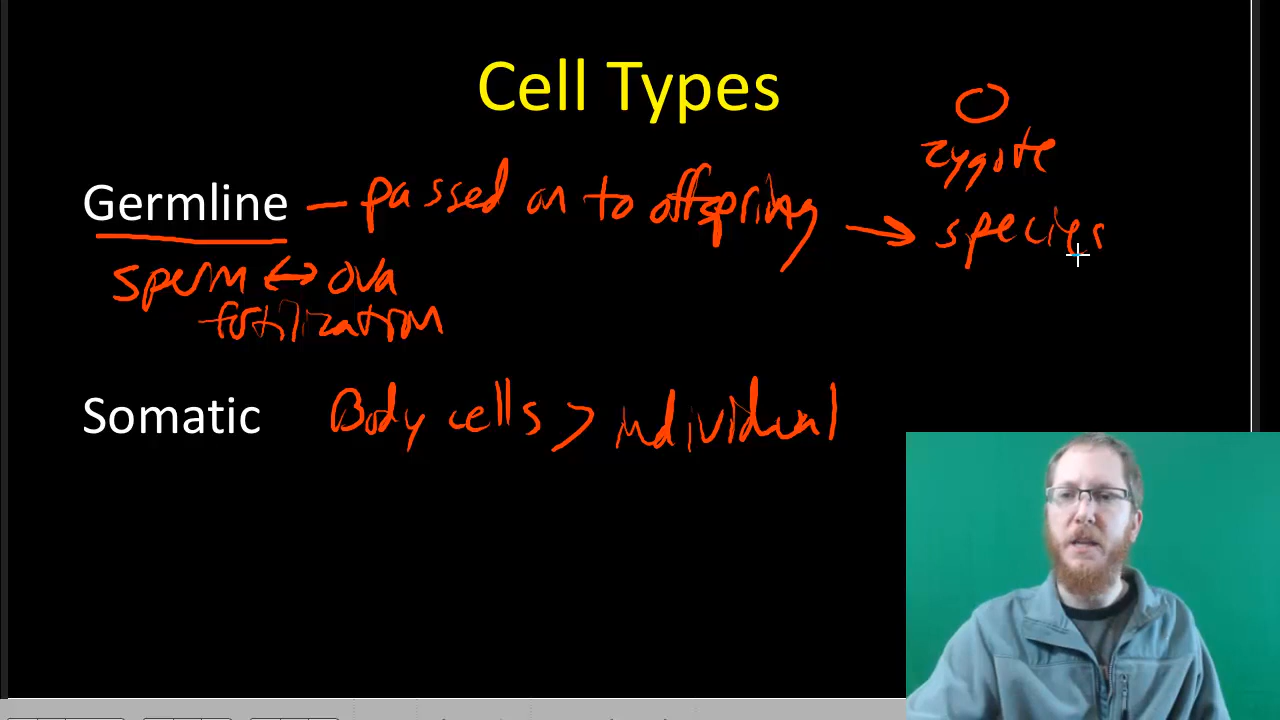 Cell Types
zygote
Germline – passed on to offspring → species
sperm ↔ ova
fertilization
Somatic Body cells > individual